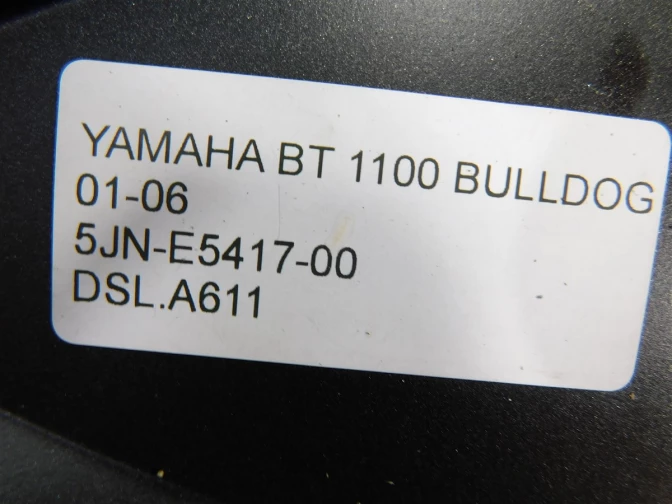 YAMAHA BT 1100 BULLDOG
01-06
5JN-E5417-00
DSL.A611